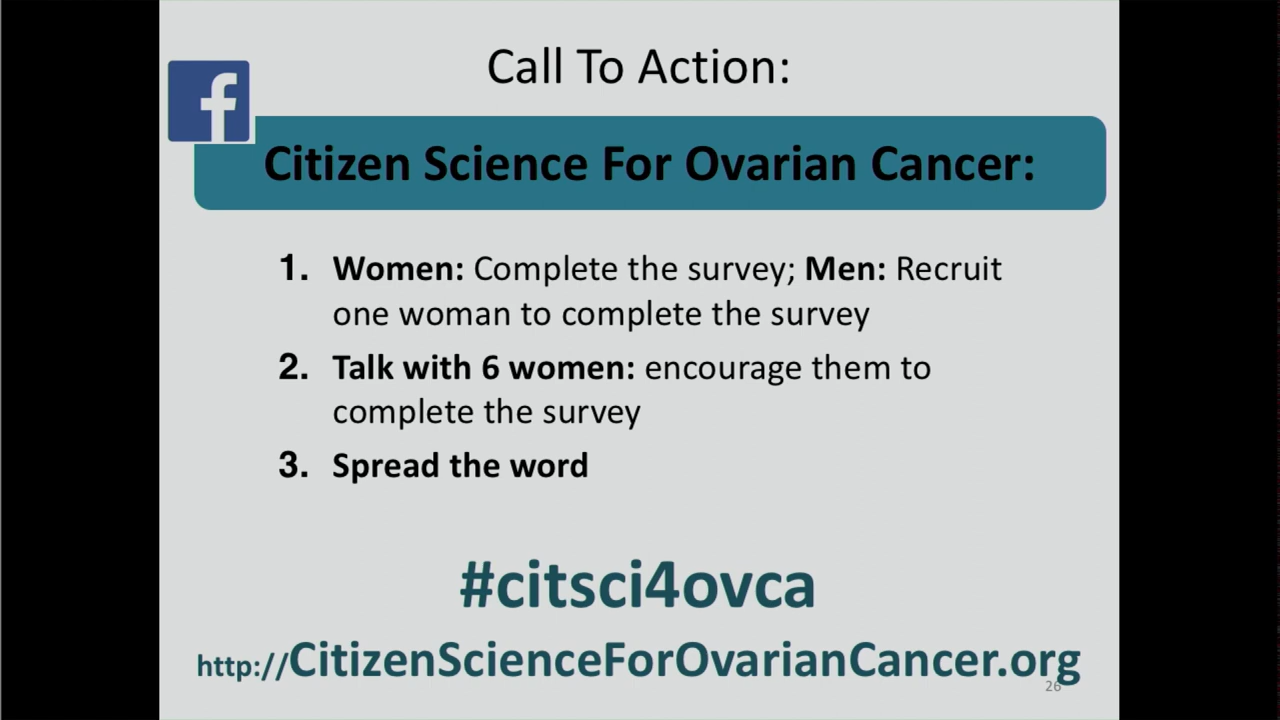 Call To Action:
Citizen Science For Ovarian Cancer:
1. Women: Complete the survey; Men: Recruit
one woman to complete the survey
2. Talk with 6 women: encourage them to
complete the survey
3. Spread the word
#citsci4ovca
http://CitizenScienceForOvarianCancer.org
26